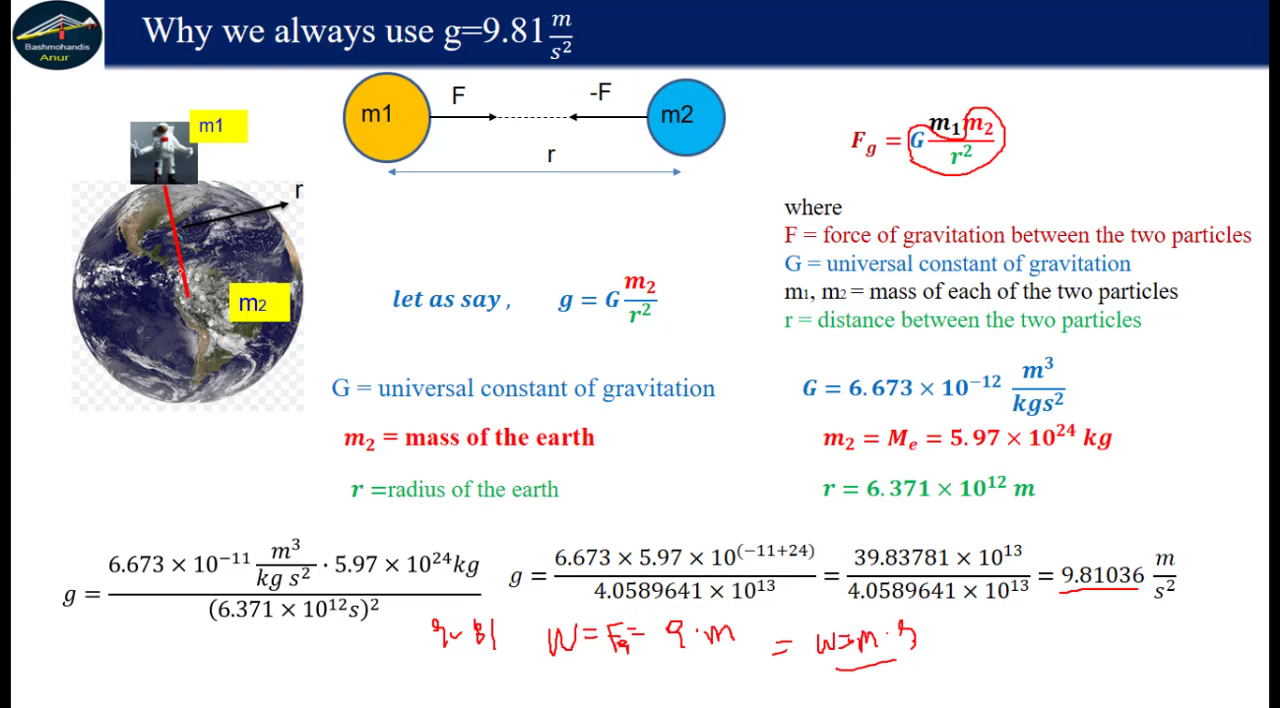 Bashmohandis
Anur
Why we always use g=9.81 m/s²
m1
m1 F -F m2
r
r
m2
F_g = G m₁m₂/r²
where
F = force of gravitation between the two particles
G = universal constant of gravitation
m1, m2 = mass of each of the two particles
r = distance between the two particles
let as say , g = G m₂/r²
G = universal constant of gravitation
m₂ = mass of the earth
r =radius of the earth
G = 6.673 × 10⁻¹² m³/kgs²
m₂ = Mₑ = 5.97 × 10²⁴ kg
r = 6.371 × 10¹² m
g = 6.673 × 10⁻¹¹ m³/kg s² · 5.97 × 10²⁴kg / (6.371 × 10¹²s)²
g = 6.673 × 5.97 × 10^(−11+24) / 4.0589641 × 10¹³ = 39.83781 × 10¹³ / 4.0589641 × 10¹³ = 9.81036 m/s²
W = Fg = g · m = W=m · g